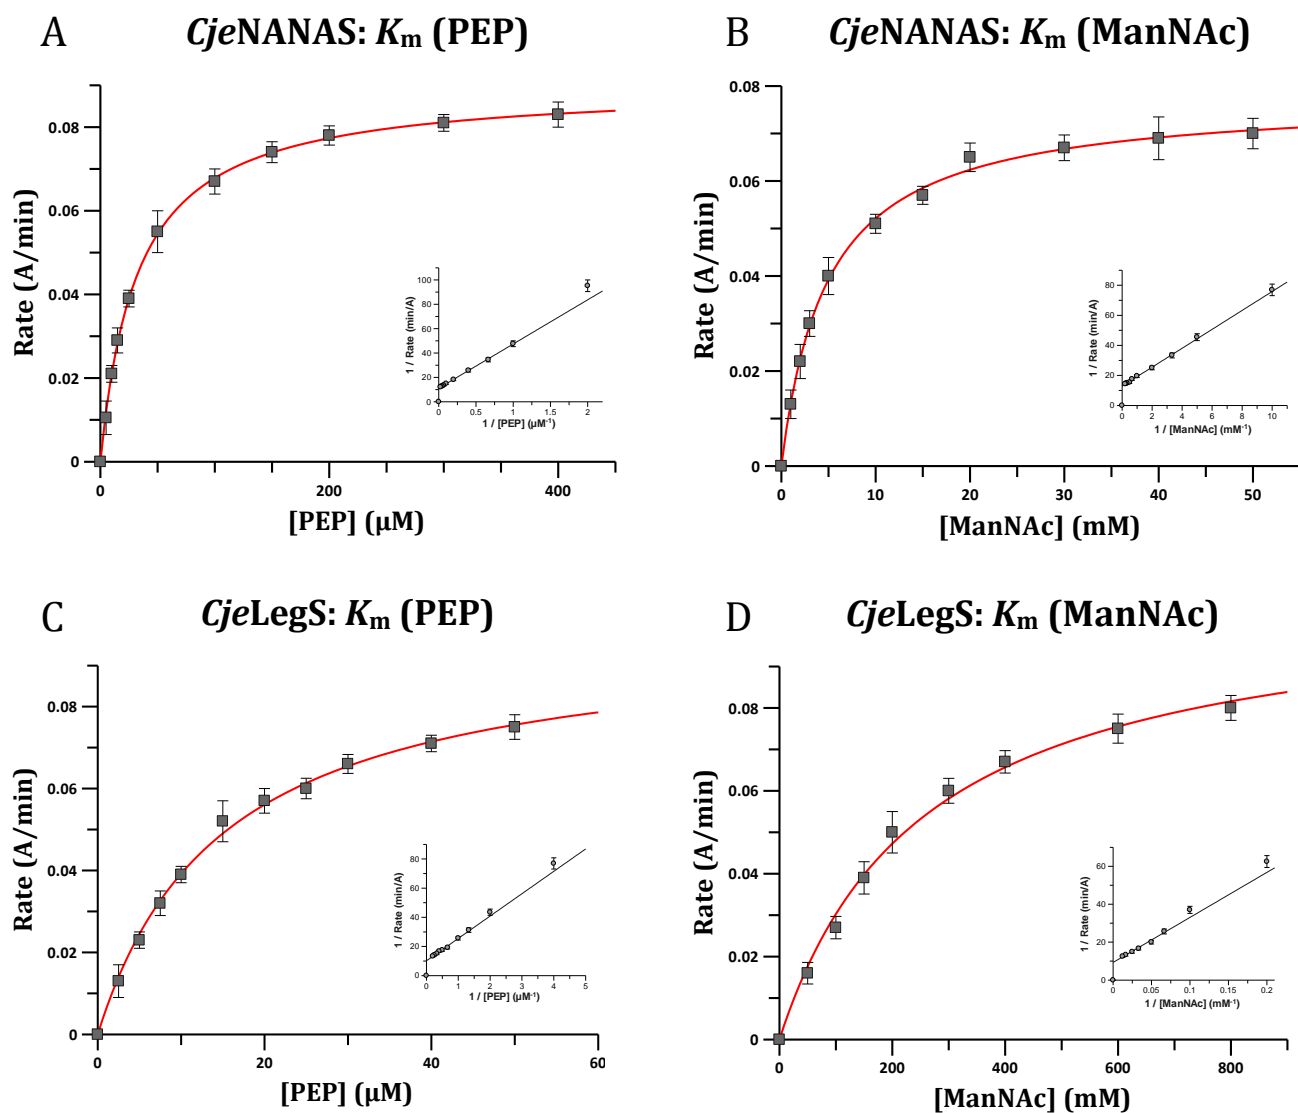 A
CjeNANAS: Km (PEP)
Rate (A/min)
0.08
0.06
0.04
0.02
0
0 200 400
[PEP] (µM)
1 / Rate (min/A)
100
80
60
40
20
0
0 0.5 1 1.5 2
1 / [PEP] (µM-1)
B
CjeNANAS: Km (ManNAc)
Rate (A/min)
0.08
0.06
0.04
0.02
0
0 10 20 30 40 50
[ManNAc] (mM)
1 / Rate (min/A)
80
60
40
20
0
0 2 4 6 8 10
1 / [ManNAc] (mM-1)
C
CjeLegS: Km (PEP)
Rate (A/min)
0.08
0.06
0.04
0.02
0
0 20 40 60
[PEP] (µM)
1 / Rate (min/A)
80
60
40
20
0
0 1 2 3 4 5
1 / [PEP] (µM-1)
D
CjeLegS: Km (ManNAc)
Rate (A/min)
0.08
0.06
0.04
0.02
0
0 200 400 600 800
[ManNAc] (mM)
1 / Rate (min/A)
60
40
20
0
0 0.05 0.1 0.15 0.2
1 / [ManNAc] (mM-1)